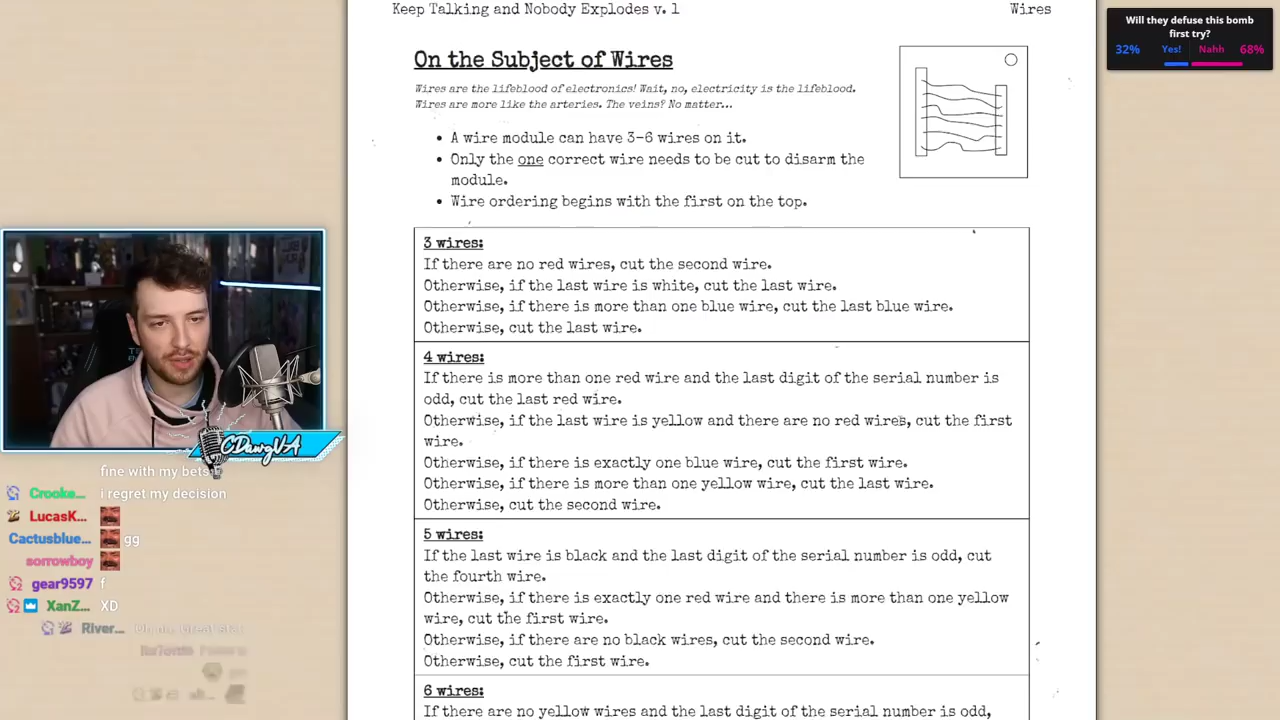 Keep Talking and Nobody Explodes v. 1
Wires
Will they defuse this bomb
first try?
32% Yes! Nahh 68%
On the Subject of Wires
Wires are the lifeblood of electronics! Wait, no, electricity is the lifeblood.
Wires are more like the arteries. The veins? No matter…
• A wire module can have 3-6 wires on it.
• Only the one correct wire needs to be cut to disarm the
module.
• Wire ordering begins with the first on the top.
3 wires:
If there are no red wires, cut the second wire.
Otherwise, if the last wire is white, cut the last wire.
Otherwise, if there is more than one blue wire, cut the last blue wire.
Otherwise, cut the last wire.
4 wires:
If there is more than one red wire and the last digit of the serial number is
odd, cut the last red wire.
Otherwise, if the last wire is yellow and there are no red wires, cut the first
wire.
Otherwise, if there is exactly one blue wire, cut the first wire.
Otherwise, if there is more than one yellow wire, cut the last wire.
Otherwise, cut the second wire.
5 wires:
If the last wire is black and the last digit of the serial number is odd, cut
the fourth wire.
Otherwise, if there is exactly one red wire and there is more than one yellow
wire, cut the first wire.
Otherwise, if there are no black wires, cut the second wire.
Otherwise, cut the first wire.
6 wires:
If there are no yellow wires and the last digit of the serial number is odd,
CDawgVA
fine with my bets
Crooke...
i regret my decision
LucasK...
Cactusblue... gg
sorrowboy
gear9597 f
XanZ... XD
River... Oh no. Great star